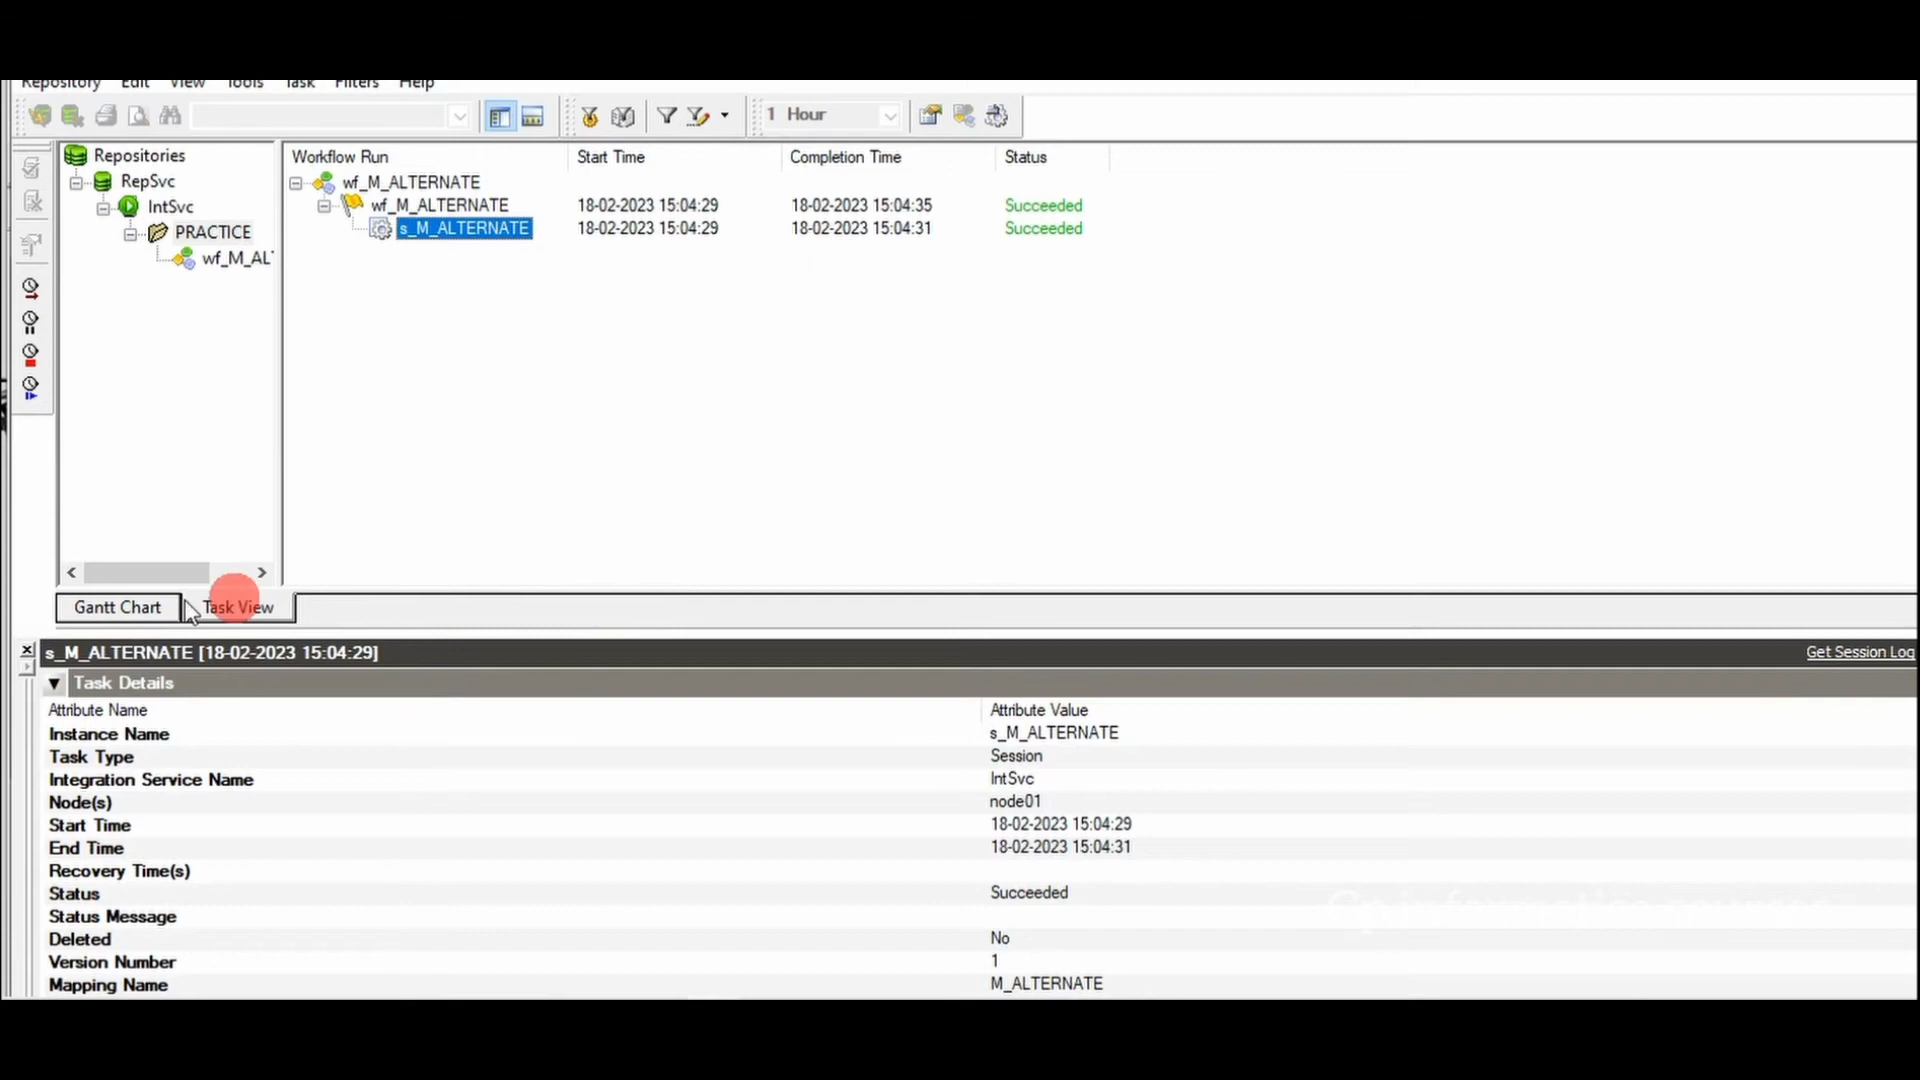 Repository Edit View Tools Task Filters Help
1 Hour
Repositories
RepSvc
IntSvc
PRACTICE
wf_M_AL
Workflow Run Start Time Completion Time Status
wf_M_ALTERNATE
wf_M_ALTERNATE 18-02-2023 15:04:29 18-02-2023 15:04:35 Succeeded
s_M_ALTERNATE 18-02-2023 15:04:29 18-02-2023 15:04:31 Succeeded
Gantt Chart Task View
s_M_ALTERNATE [18-02-2023 15:04:29] Get Session Log
Task Details
Attribute Name Attribute Value
Instance Name s_M_ALTERNATE
Task Type Session
Integration Service Name IntSvc
Node(s) node01
Start Time 18-02-2023 15:04:29
End Time 18-02-2023 15:04:31
Recovery Time(s)
Status Succeeded
Status Message
Deleted No
Version Number 1
Mapping Name M_ALTERNATE